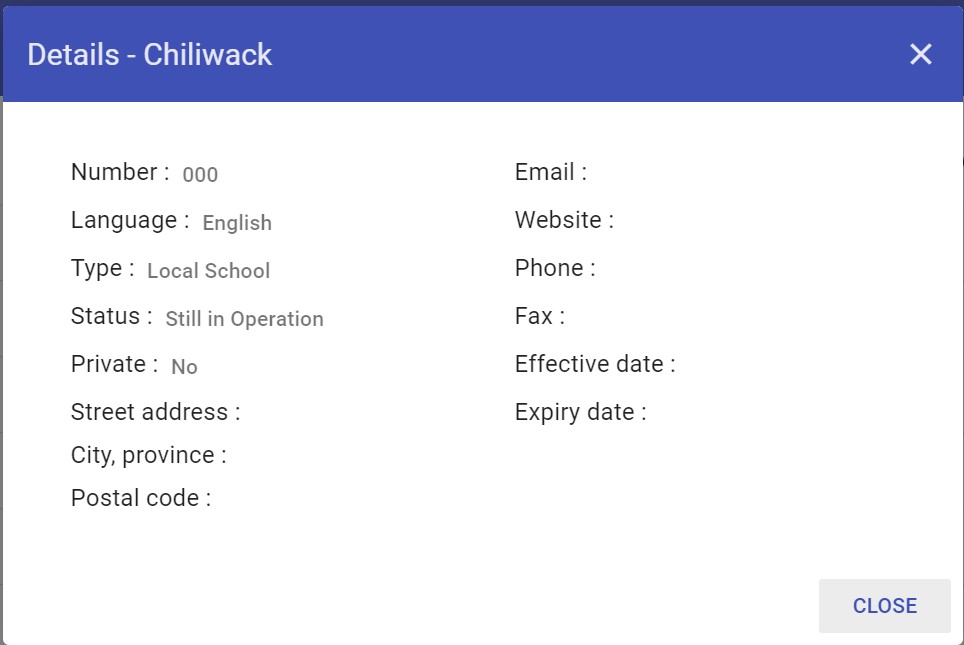 Details - Chiliwack
Number : 000
Language : English
Type : Local School
Status : Still in Operation
Private : No
Street address :
City, province :
Postal code :
Email :
Website :
Phone :
Fax :
Effective date :
Expiry date :
CLOSE